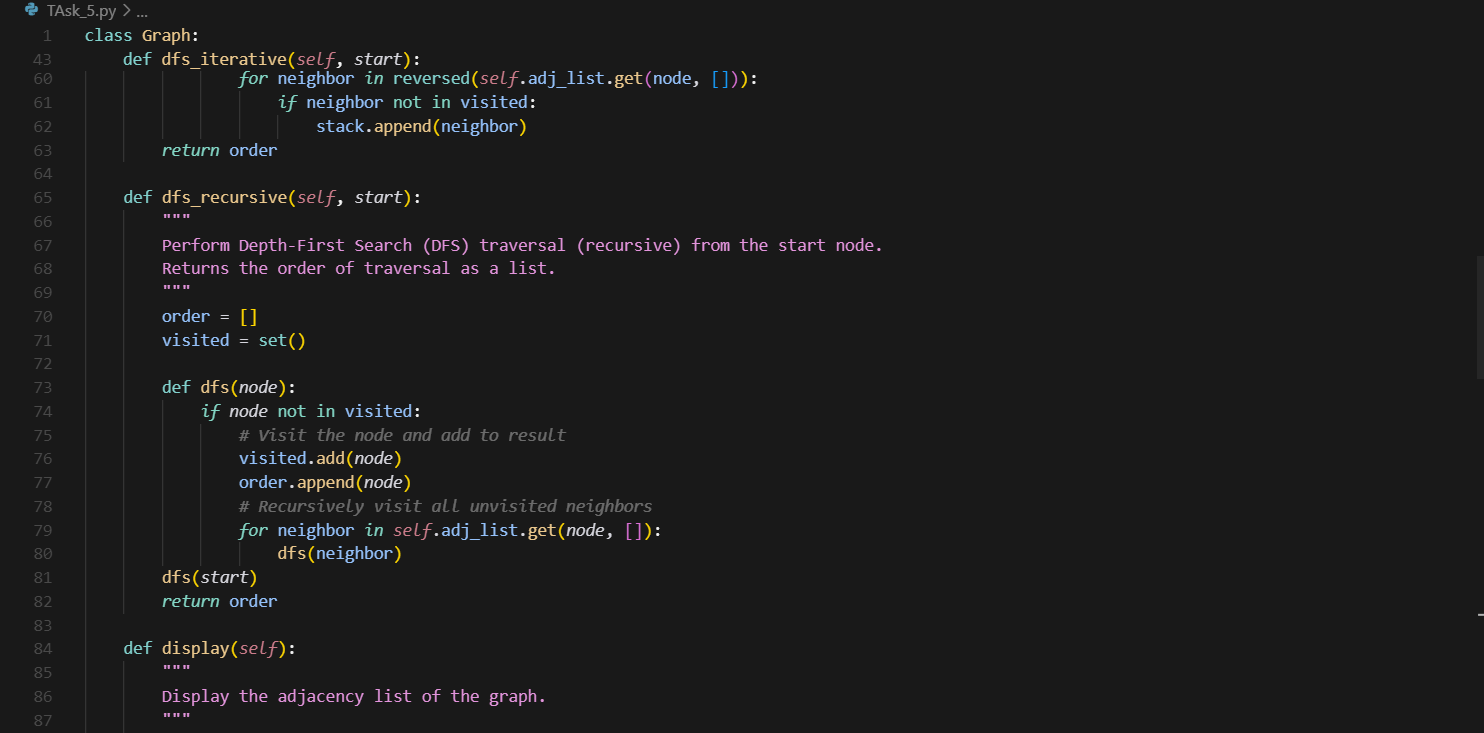 TAsk_5.py > ...
1 class Graph:
43     def dfs_iterative(self, start):
60                 for neighbor in reversed(self.adj_list.get(node, [])):
61                     if neighbor not in visited:
62                         stack.append(neighbor)
63         return order
64
65     def dfs_recursive(self, start):
66         """
67         Perform Depth-First Search (DFS) traversal (recursive) from the start node.
68         Returns the order of traversal as a list.
69         """
70         order = []
71         visited = set()
72
73         def dfs(node):
74             if node not in visited:
75                 # Visit the node and add to result
76                 visited.add(node)
77                 order.append(node)
78                 # Recursively visit all unvisited neighbors
79                 for neighbor in self.adj_list.get(node, []):
80                     dfs(neighbor)
81         dfs(start)
82         return order
83
84     def display(self):
85         """
86         Display the adjacency list of the graph.
87         """